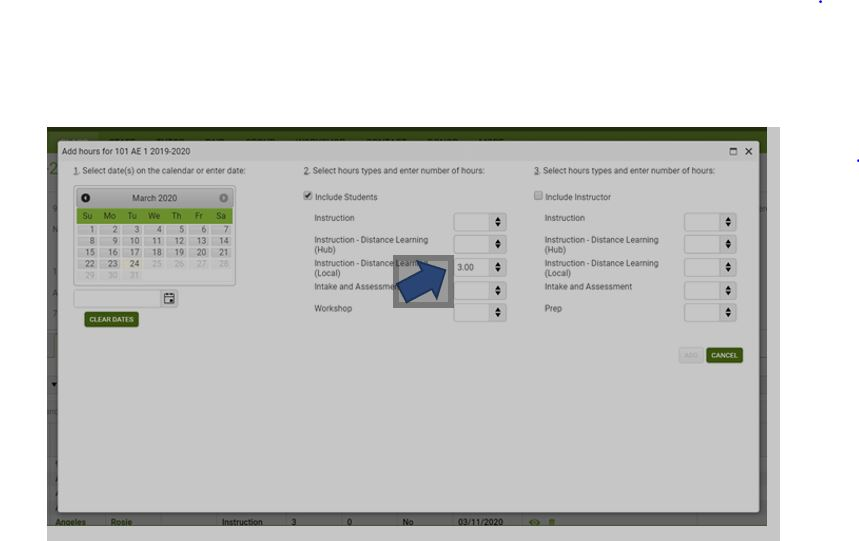 Add hours for 101 AE 1 2019-2020
1. Select date(s) on the calendar or enter date:
March 2020
Su Mo Tu We Th Fr Sa
1 2 3 4 5 6 7
8 9 10 11 12 13 14
15 16 17 18 19 20 21
22 23 24 25 26 27 28
29 30 31
CLEAR DATES
2. Select hours types and enter number of hours:
Include Students
Instruction
Instruction - Distance Learning
(Hub)
Instruction - Distance Learning
(Local)
3.00
Intake and Assessment
Workshop
3. Select hours types and enter number of hours:
Include Instructor
Instruction
Instruction - Distance Learning
(Hub)
Instruction - Distance Learning
(Local)
Intake and Assessment
Prep
ADD CANCEL
Angeles Rosie Instruction 3 0 No 03/11/2020